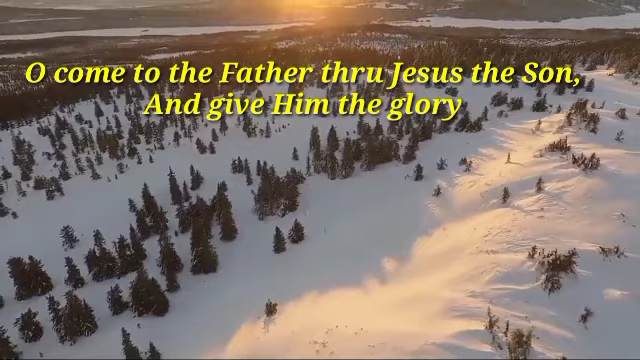 O come to the Father thru Jesus the Son,
And give Him the glory